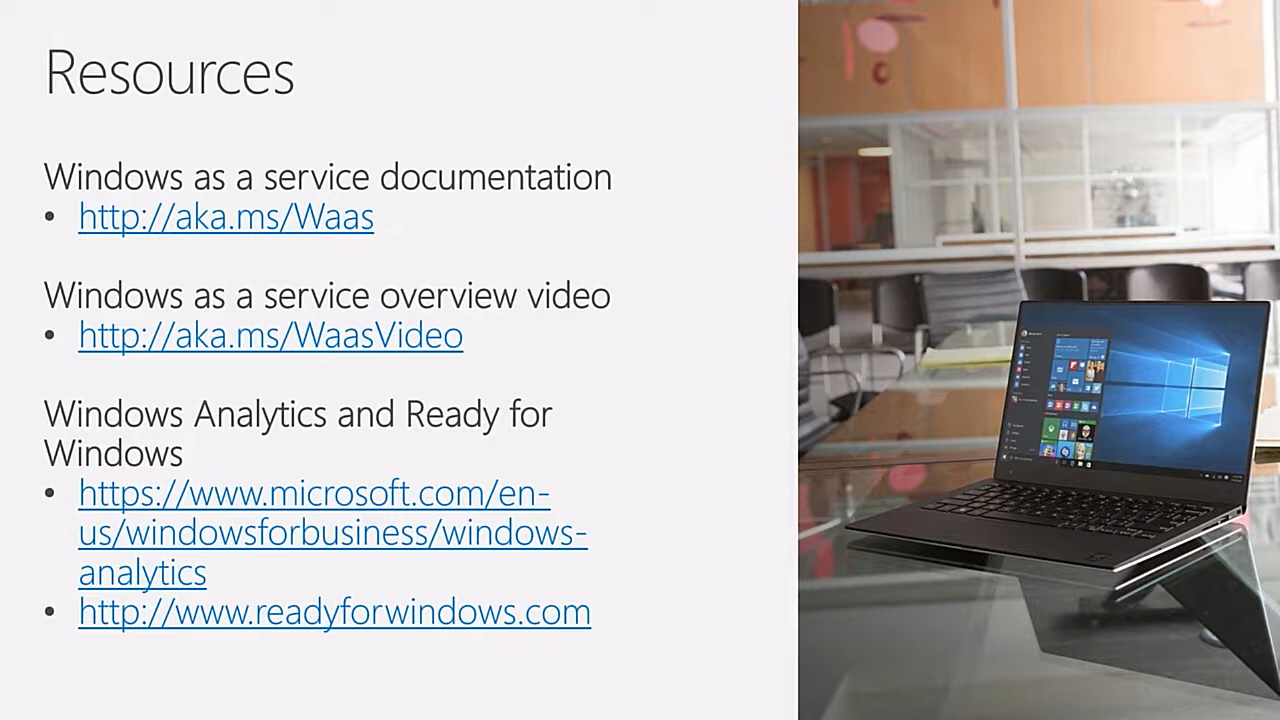 Resources
Windows as a service documentation
• http://aka.ms/Waas
Windows as a service overview video
• http://aka.ms/WaasVideo
Windows Analytics and Ready for
Windows
• https://www.microsoft.com/en-
us/windowsforbusiness/windows-
analytics
• http://www.readyforwindows.com